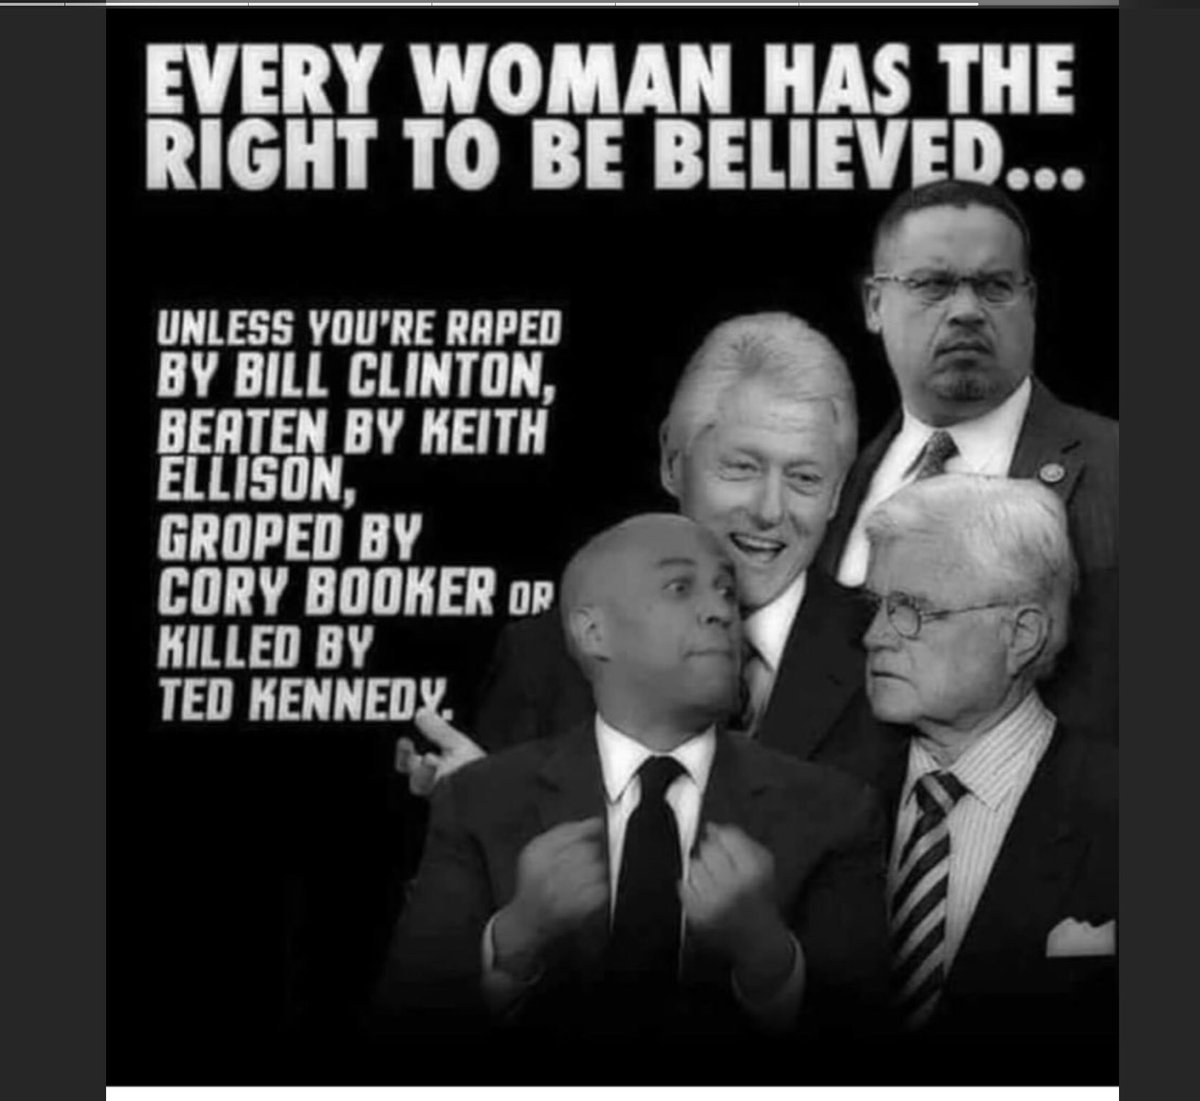 EVERY WOMAN HAS THE
RIGHT TO BE BELIEVED...
UNLESS YOU'RE RAPED
BY BILL CLINTON,
BEATEN BY KEITH
ELLISON,
GROPED BY
CORY BOOKER OR
KILLED BY
TED KENNEDY.